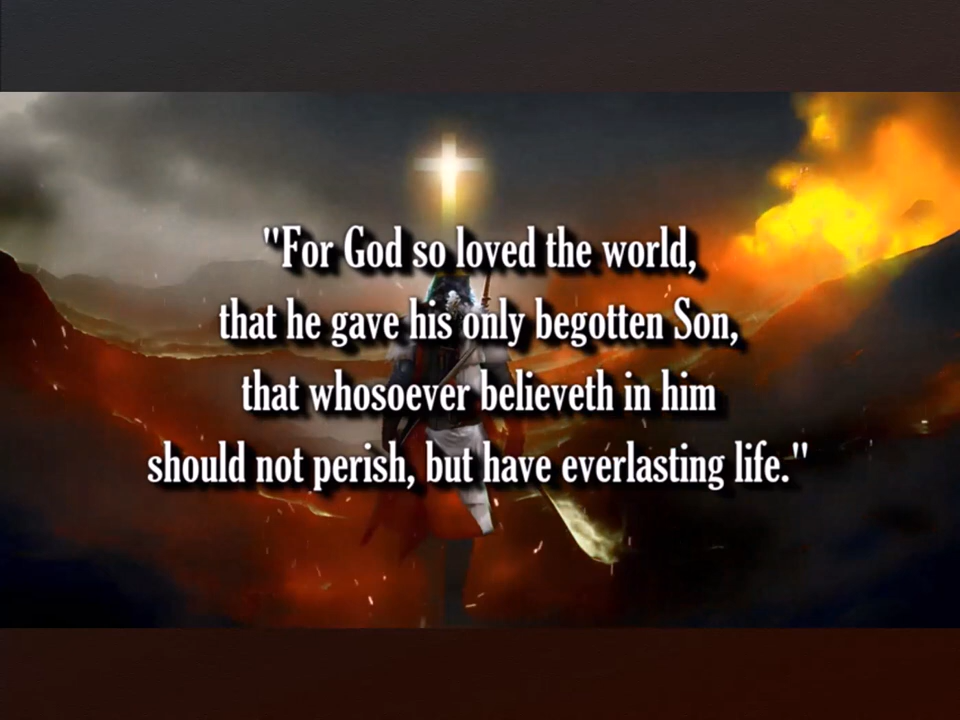 "For God so loved the world,
that he gave his only begotten Son,
that whosoever believeth in him
should not perish, but have everlasting life."